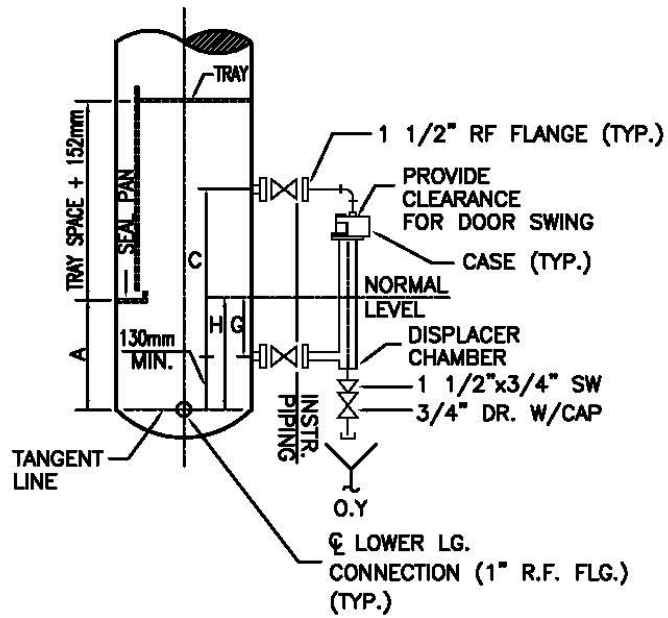 TRAY
1 1/2" RF FLANGE (TYP.)
TRAY SPACE + 152mm
SEAL PAN
PROVIDE
CLEARANCE
FOR DOOR SWING
CASE (TYP.)
C
NORMAL
LEVEL
A
H
G
130mm
MIN.
DISPLACER
CHAMBER
1 1/2"x3/4" SW
3/4" DR. W/CAP
INSTR.
PIPING
TANGENT
LINE
O.Y
℄ LOWER LG.
CONNECTION (1" R.F. FLG.)
(TYP.)